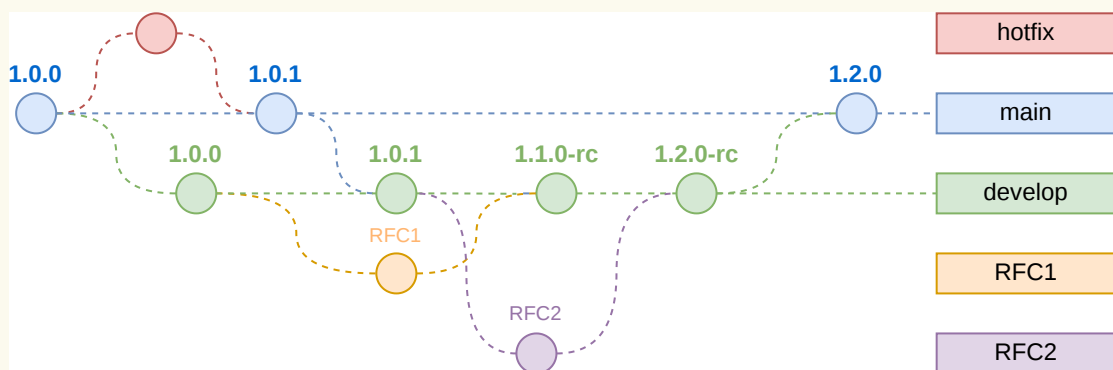 hotfix
1.0.0
1.0.1
1.2.0
main
1.0.0
1.0.1
1.1.0-rc
1.2.0-rc
develop
RFC1
RFC1
RFC2
RFC2